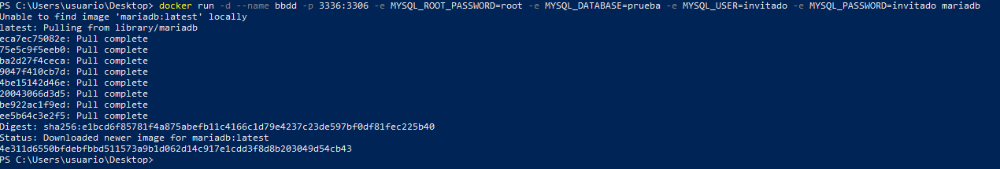 PS C:\Users\usuario\Desktop> docker run -d --name bbdd -p 3336:3306 -e MYSQL_ROOT_PASSWORD=root -e MYSQL_DATABASE=prueba -e MYSQL_USER=invitado -e MYSQL_PASSWORD=invitado mariadb
Unable to find image 'mariadb:latest' locally
latest: Pulling from library/mariadb
eca7ec75082e: Pull complete
75e5c9f5eeb0: Pull complete
ba2d27f4ceca: Pull complete
9047f410cb7d: Pull complete
4be15142d46e: Pull complete
20043066d3d5: Pull complete
be922ac1f9ed: Pull complete
ee5b64c3e2f5: Pull complete
Digest: sha256:e1bcd6f85781f4a875abefb11c4166c1d79e4237c23de597bf0df81fec225b40
Status: Downloaded newer image for mariadb:latest
4e311d6550bfdebfbbd511573a9b1d062d14c917e1cdd3f8d8b203049d54cb43
PS C:\Users\usuario\Desktop>